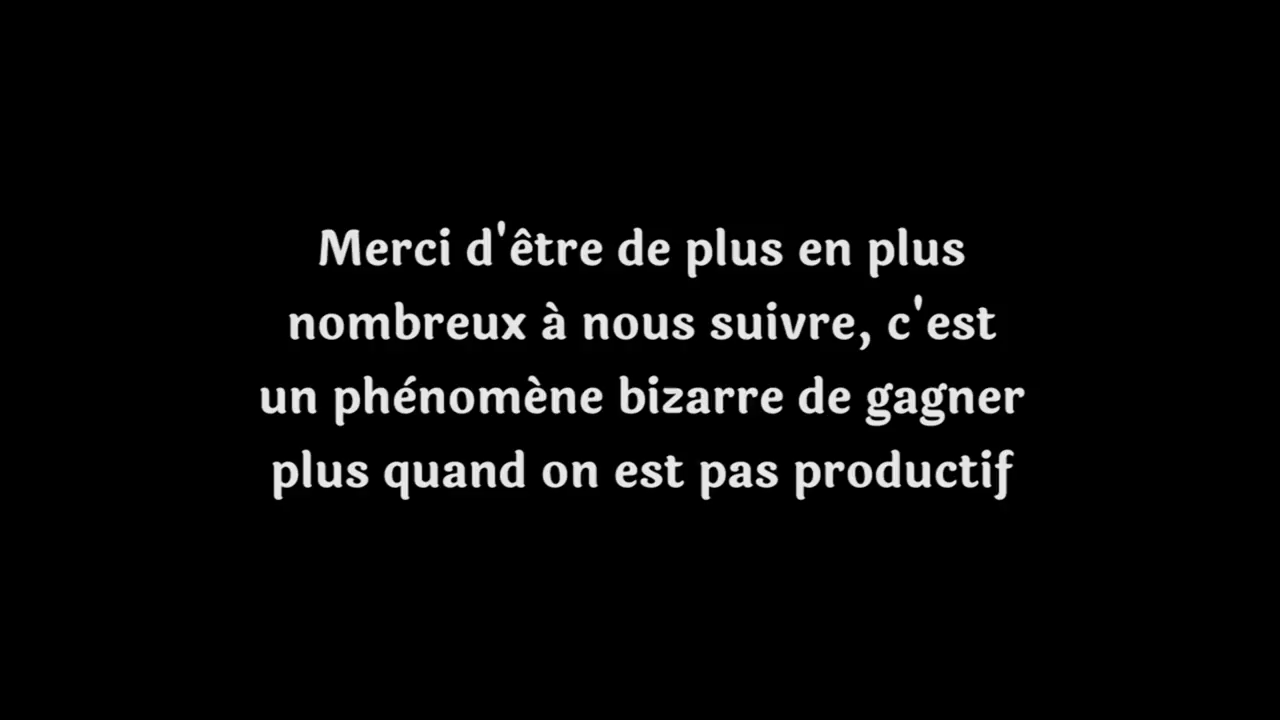 Merci d'être de plus en plus
nombreux à nous suivre, c'est
un phénomène bizarre de gagner
plus quand on est pas productif